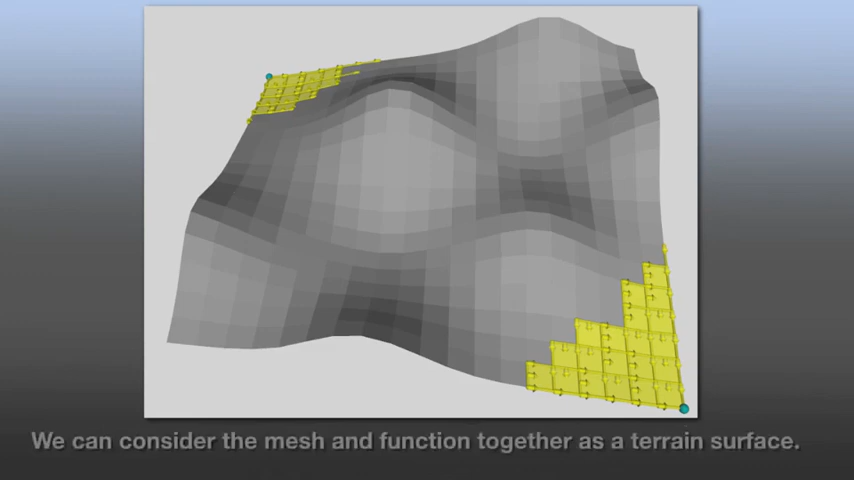 We can consider the mesh and function together as a terrain surface.